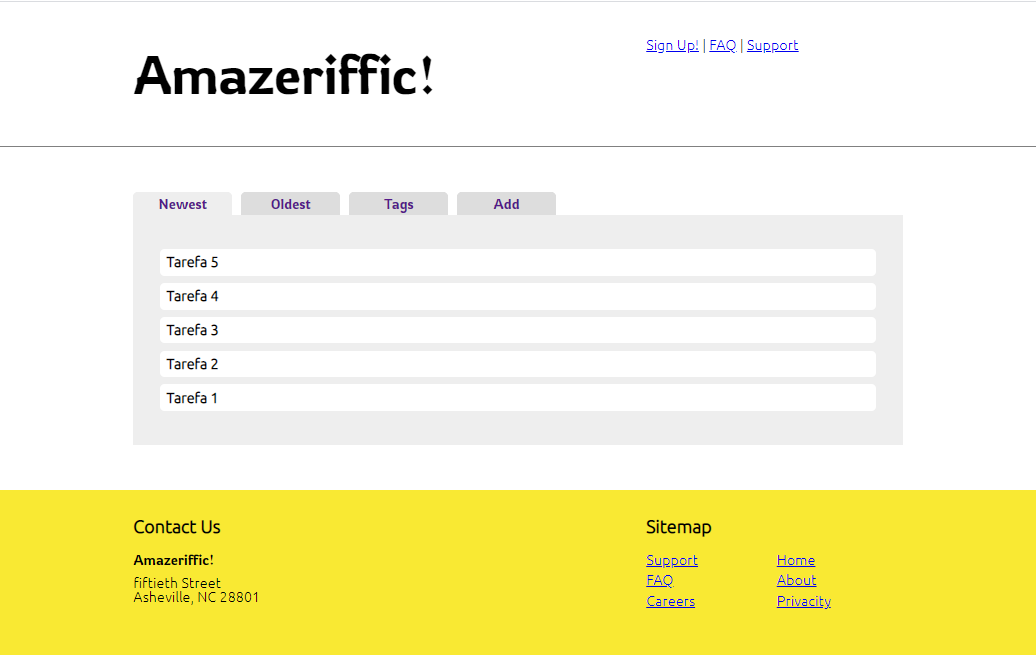 Amazeriffic!
Sign Up! | FAQ | Support
Newest
Oldest
Tags
Add
Tarefa 5
Tarefa 4
Tarefa 3
Tarefa 2
Tarefa 1
Contact Us
Amazeriffic!
fiftieth Street
Asheville, NC 28801
Sitemap
Support
FAQ
Careers
Home
About
Privacity